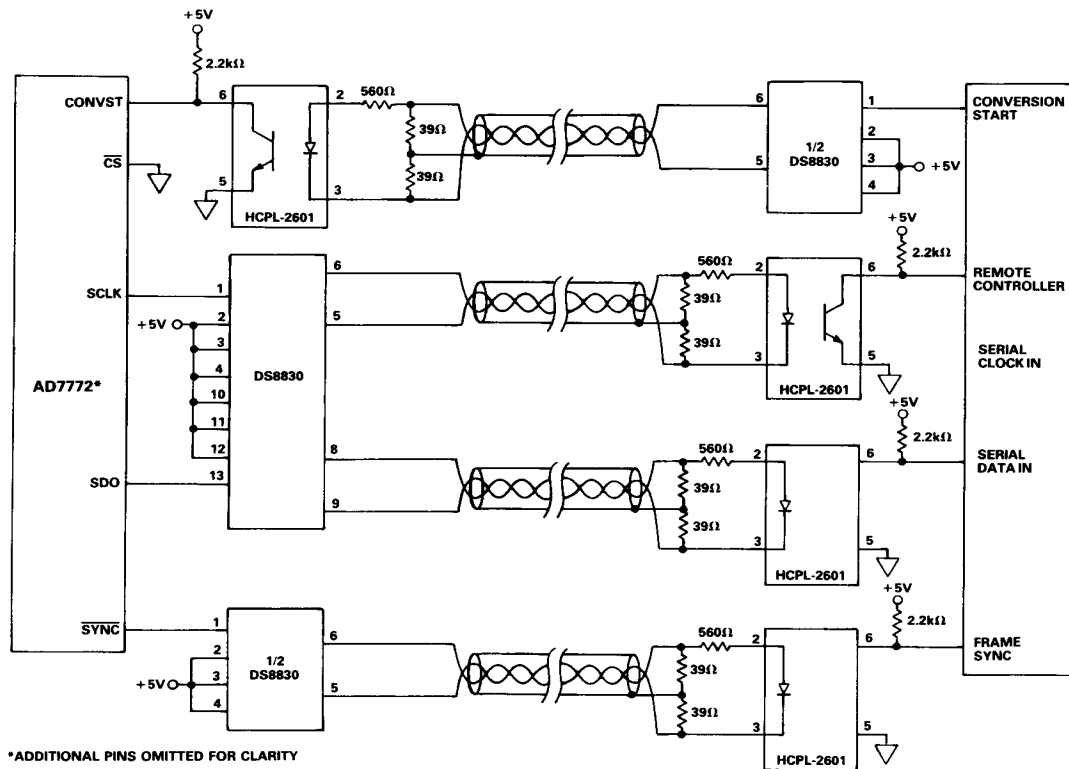 +5V
2.2kΩ
CONVST
6
2
560Ω
39Ω
39Ω
5
3
HCPL-2601
CS
6
5
1/2
DS8830
1
2
3
4
+5V
CONVERSION
START
AD7772*
SCLK
1
+5V
2
3
4
10
11
12
SDO
13
DS8830
6
5
8
9
560Ω
39Ω
39Ω
2
3
6
5
HCPL-2601
+5V
2.2kΩ
REMOTE
CONTROLLER
SERIAL
CLOCK IN
560Ω
39Ω
39Ω
2
3
6
5
HCPL-2601
+5V
2.2kΩ
SERIAL
DATA IN
SYNC
1
2
3
4
+5V
1/2
DS8830
6
5
560Ω
39Ω
39Ω
2
3
6
5
HCPL-2601
+5V
2.2kΩ
FRAME
SYNC
*ADDITIONAL PINS OMITTED FOR CLARITY